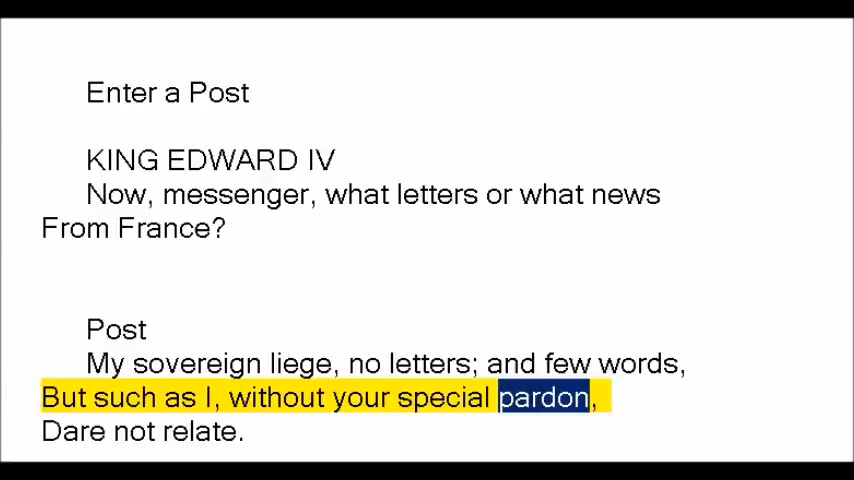 Enter a Post
KING EDWARD IV
Now, messenger, what letters or what news
From France?
Post
My sovereign liege, no letters; and few words,
But such as I, without your special pardon,
Dare not relate.